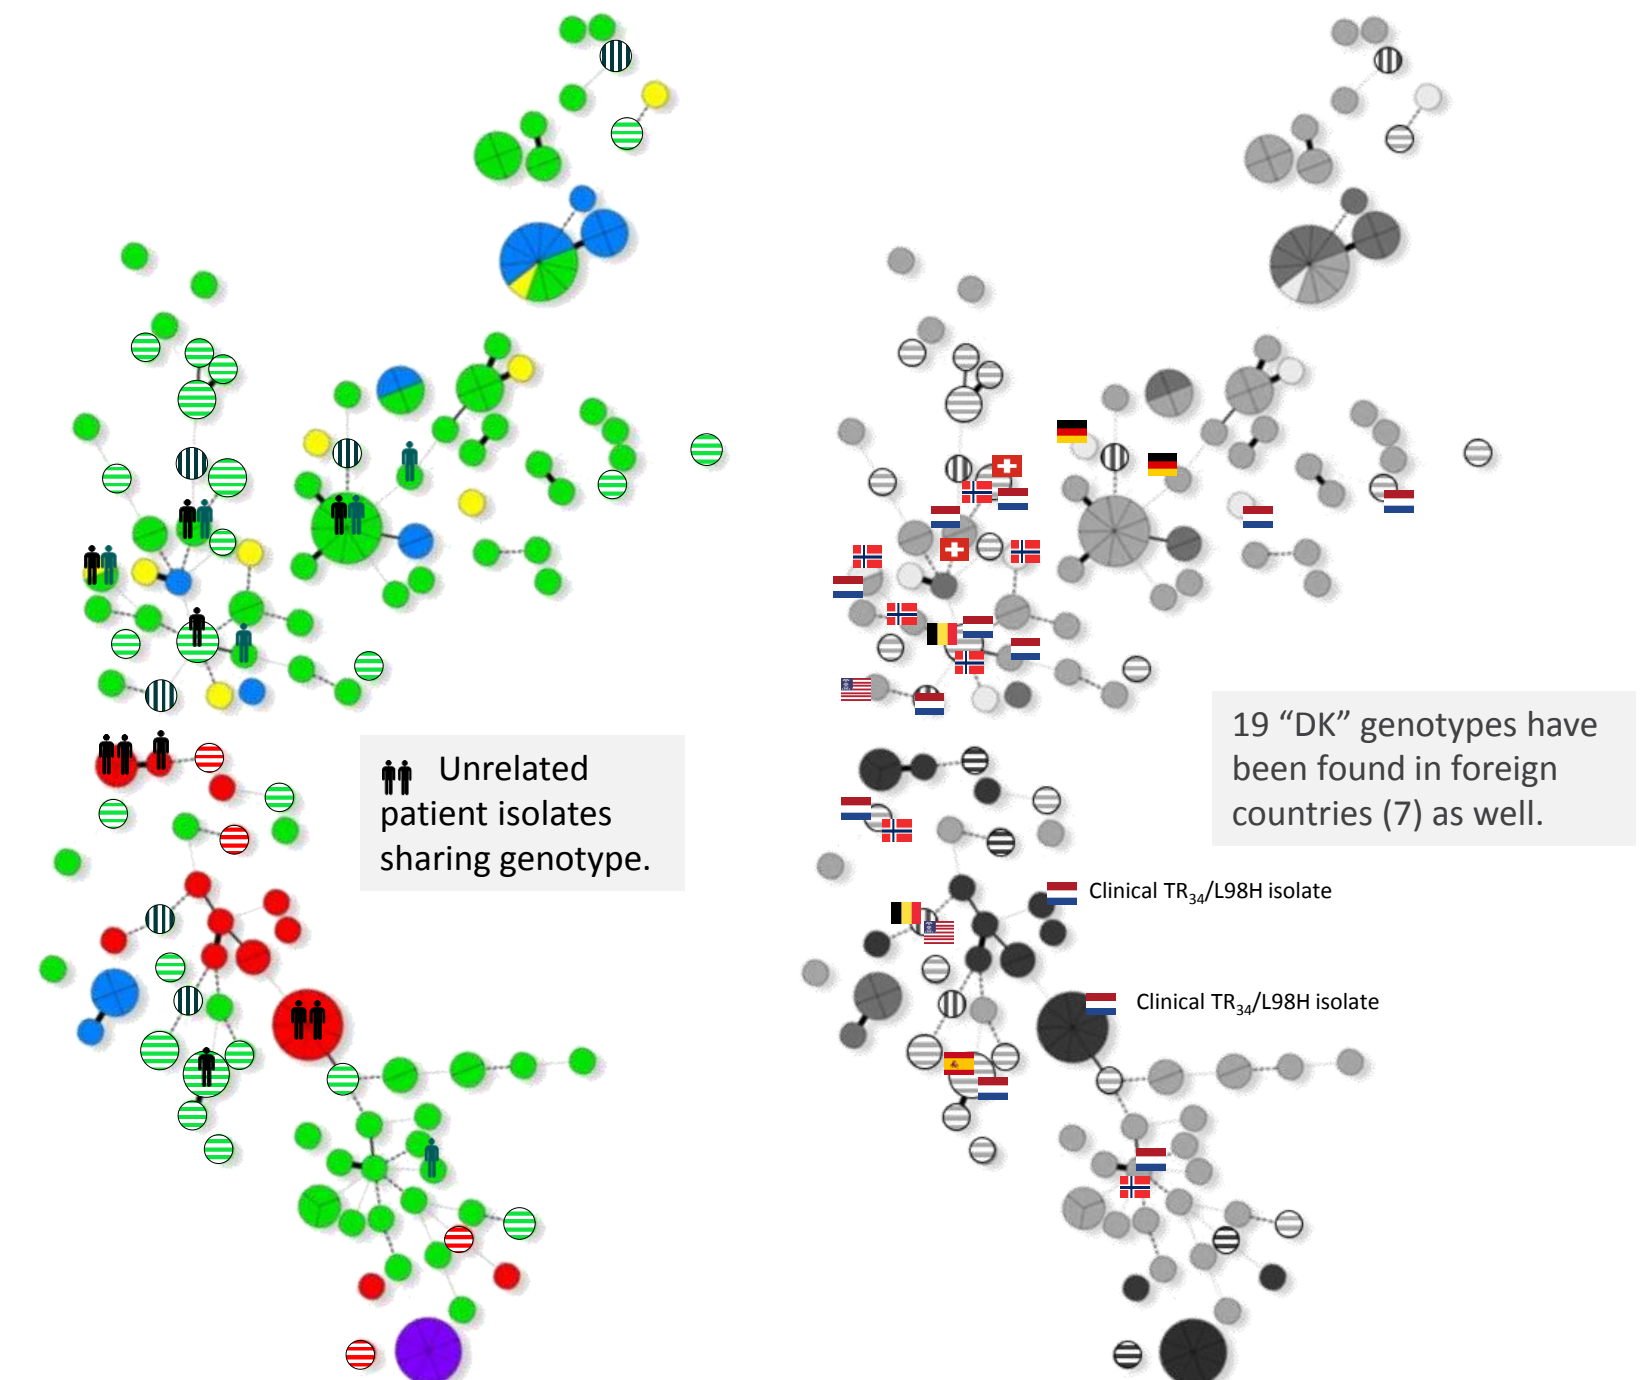 Unrelated
patient isolates
sharing genotype.
19 “DK” genotypes have
been found in foreign
countries (7) as well.
Clinical TR₃₄/L98H isolate
Clinical TR₃₄/L98H isolate